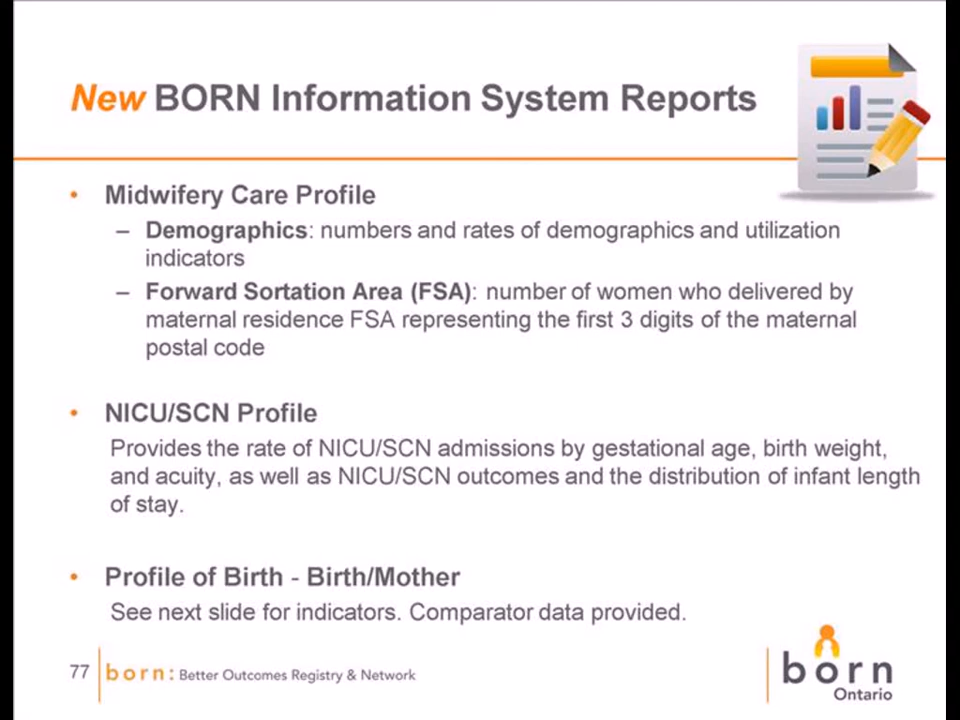 New BORN Information System Reports
• Midwifery Care Profile
– Demographics: numbers and rates of demographics and utilization
indicators
– Forward Sortation Area (FSA): number of women who delivered by
maternal residence FSA representing the first 3 digits of the maternal
postal code
• NICU/SCN Profile
Provides the rate of NICU/SCN admissions by gestational age, birth weight,
and acuity, as well as NICU/SCN outcomes and the distribution of infant length
of stay.
• Profile of Birth - Birth/Mother
See next slide for indicators. Comparator data provided.
77 born: Better Outcomes Registry & Network
born
Ontario